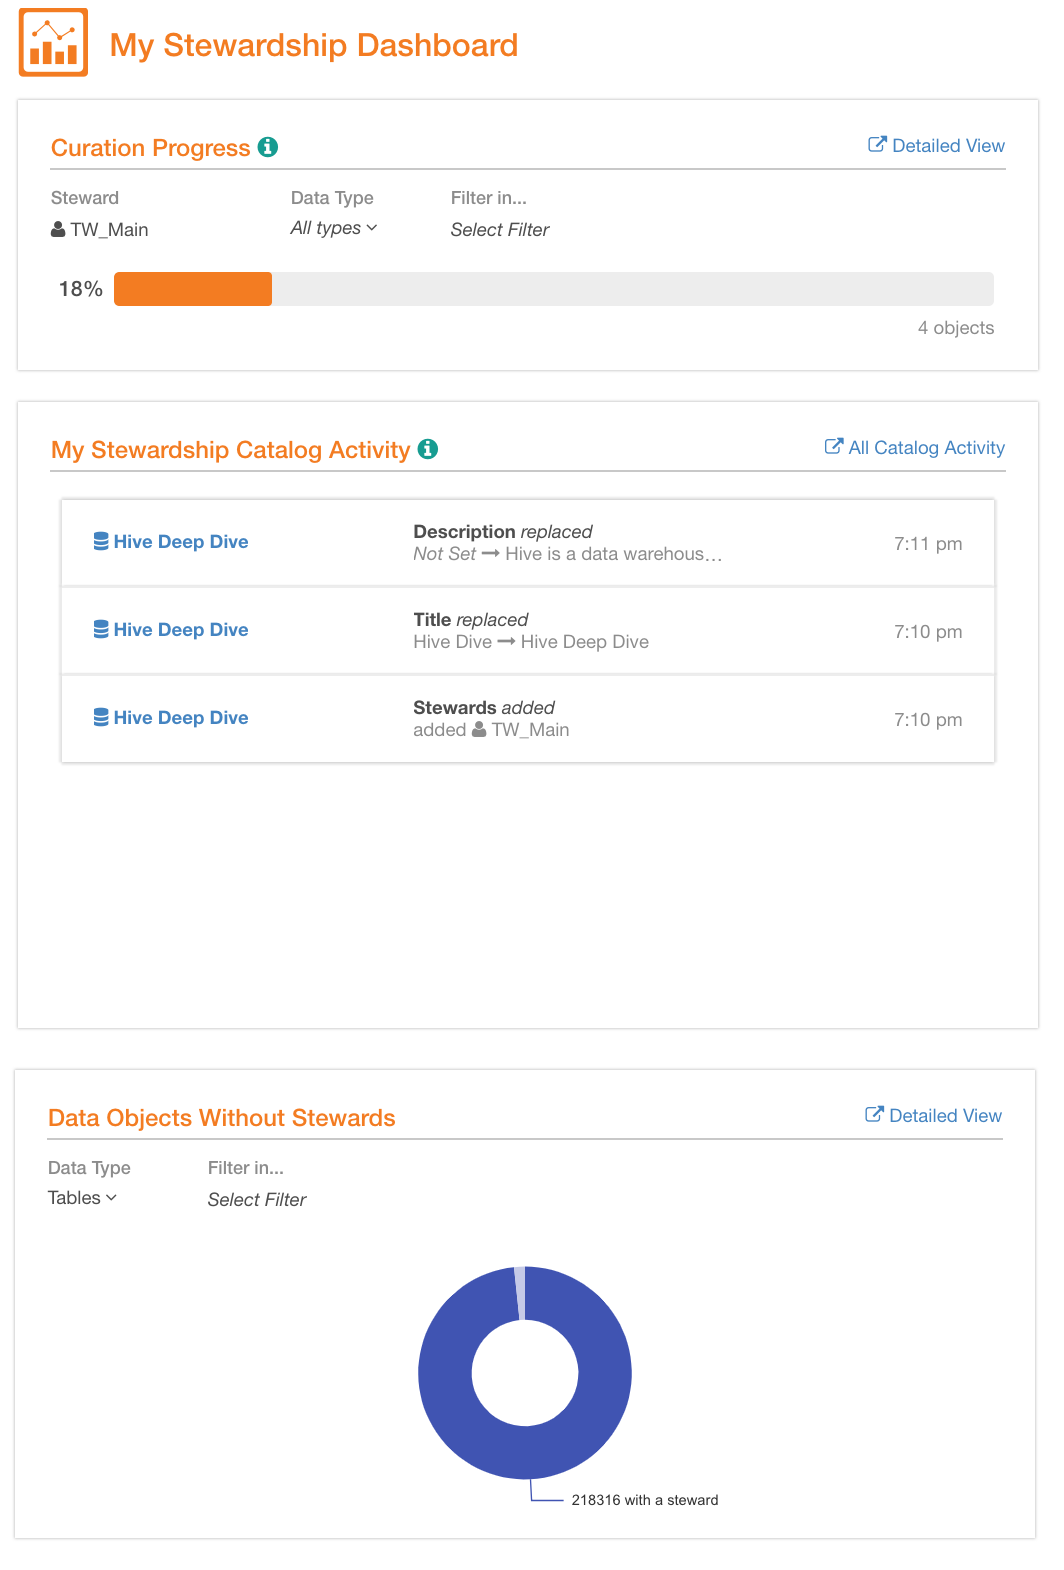 My Stewardship Dashboard
Curation Progress
Detailed View
Steward Data Type Filter in...
TW_Main All types Select Filter
18%
4 objects
My Stewardship Catalog Activity
All Catalog Activity
Hive Deep Dive
Description replaced
Not Set → Hive is a data warehous...
7:11 pm
Hive Deep Dive
Title replaced
Hive Dive → Hive Deep Dive
7:10 pm
Hive Deep Dive
Stewards added
added TW_Main
7:10 pm
Data Objects Without Stewards
Detailed View
Data Type Filter in...
Tables Select Filter
218316 with a steward